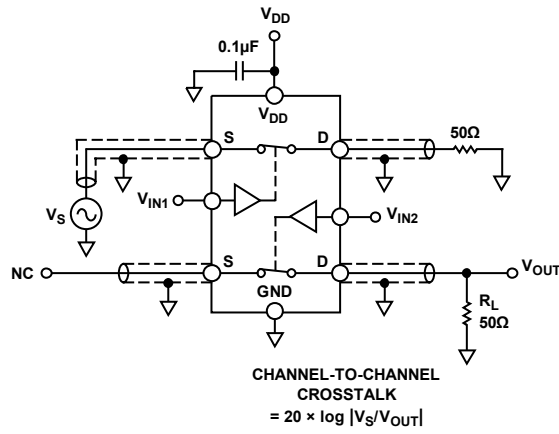 VDD
0.1µF
VDD
S
D
50Ω
VS
VIN1
VIN2
NC
S
D
VOUT
GND
RL
50Ω
CHANNEL-TO-CHANNEL
CROSSTALK
= 20 × log |VS/VOUT|